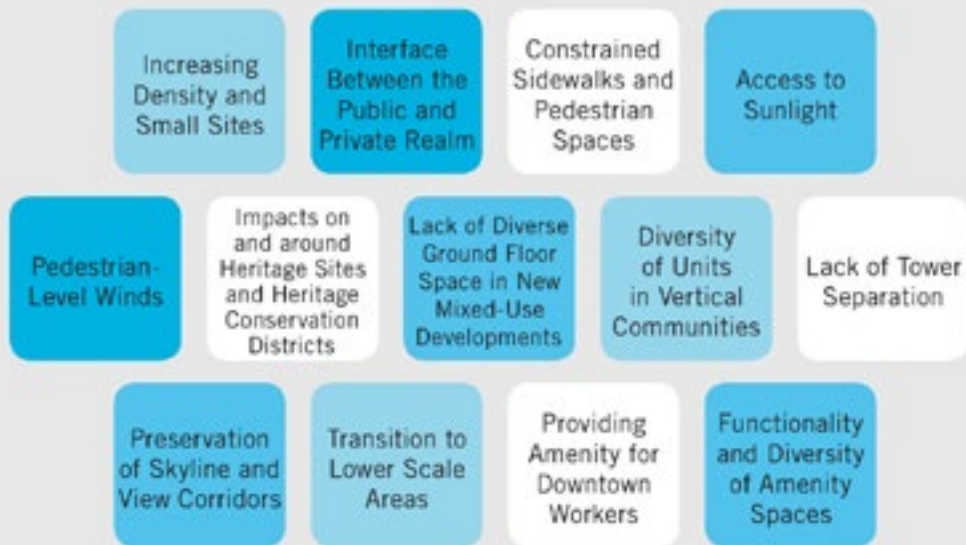 Increasing
Density and
Small Sites
Interface
Between the
Public and
Private Realm
Constrained
Sidewalks and
Pedestrian
Spaces
Access to
Sunlight
Pedestrian-
Level Winds
Impacts on
and around
Heritage Sites
and Heritage
Conservation
Districts
Lack of Diverse
Ground Floor
Space in New
Mixed-Use
Developments
Diversity
of Units
in Vertical
Communities
Lack of Tower
Separation
Preservation
of Skyline and
View Corridors
Transition to
Lower Scale
Areas
Providing
Amenity for
Downtown
Workers
Functionality
and Diversity
of Amenity
Spaces